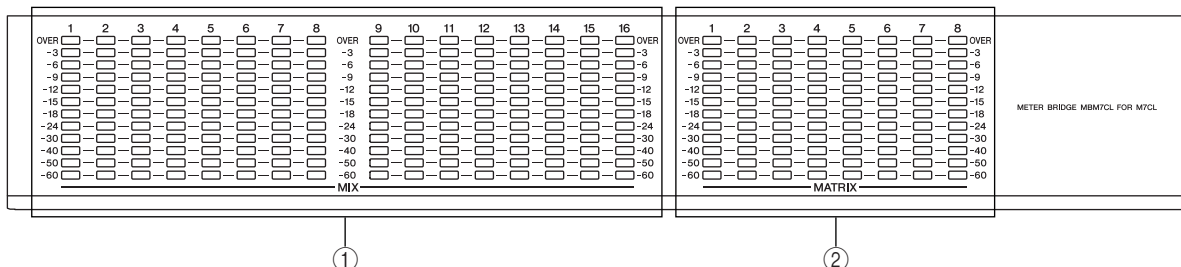 1 2 3 4 5 6 7 8 9 10 11 12 13 14 15 16 1 2 3 4 5 6 7 8
OVER OVER OVER OVER OVER
-3 -3 -3 -3 -3
-6 -6 -6 -6 -6
-9 -9 -9 -9 -9
-12 -12 -12 -12 -12
-15 -15 -15 -15 -15
-18 -18 -18 -18 -18
-24 -24 -24 -24 -24
-30 -30 -30 -30 -30
-40 -40 -40 -40 -40
-50 -50 -50 -50 -50
-60 -60 -60 -60 -60
METER BRIDGE MBM7CL FOR M7CL
MIX MATRIX
① ②